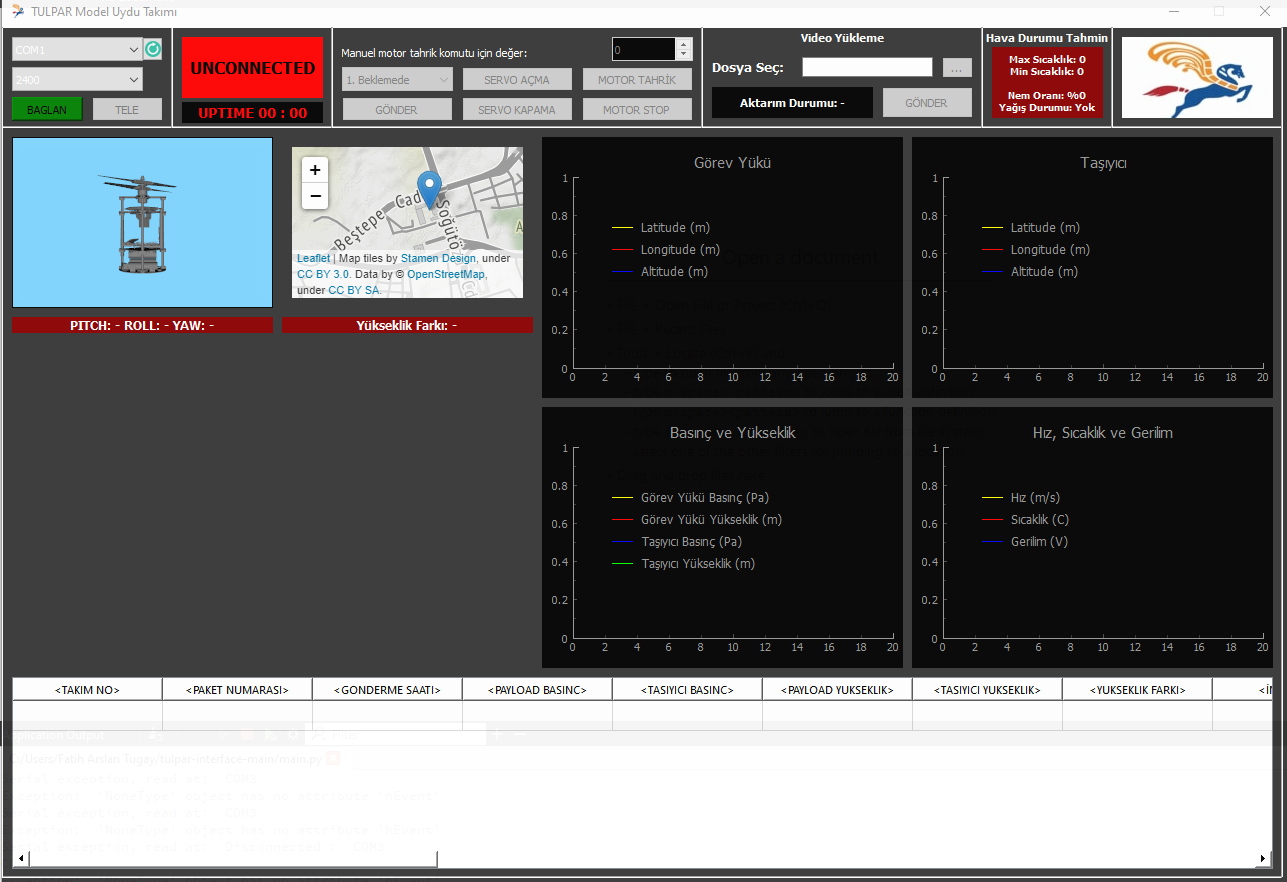 TULPAR Model Uydu Takımı
COM1
2400
BAGLAN
TELE
UNCONNECTED
UPTIME 00 : 00
Manuel motor tahrik komutu için değer:
0
1. Beklemede
SERVO AÇMA
MOTOR TAHRİK
GÖNDER
SERVO KAPAMA
MOTOR STOP
Video Yükleme
Dosya Seç:
...
Aktarım Durumu: -
GÖNDER
Hava Durumu Tahmin
Max Sıcaklık: 0
Min Sıcaklık: 0
Nem Oranı: %0
Yağış Durumu: Yok
+
−
Beştepe Cad
Söğütö
Leaflet | Map tiles by Stamen Design, under
CC BY 3.0. Data by © OpenStreetMap,
under CC BY SA.
PITCH: - ROLL: - YAW: -
Yükseklik Farkı: -
Görev Yükü
1
0.8
0.6
0.4
0.2
0
Latitude (m)
Longitude (m)
Altitude (m)
0 2 4 6 8 10 12 14 16 18 20
Taşıyıcı
1
0.8
0.6
0.4
0.2
0
Latitude (m)
Longitude (m)
Altitude (m)
0 2 4 6 8 10 12 14 16 18 20
Basınç ve Yükseklik
1
0.8
0.6
0.4
0.2
0
Görev Yükü Basınç (Pa)
Görev Yükü Yükseklik (m)
Taşıyıcı Basınç (Pa)
Taşıyıcı Yükseklik (m)
0 2 4 6 8 10 12 14 16 18 20
Hız, Sıcaklik ve Gerilim
1
0.8
0.6
0.4
0.2
0
Hız (m/s)
Sıcaklik (C)
Gerilim (V)
0 2 4 6 8 10 12 14 16 18 20
<TAKIM NO> <PAKET NUMARASI> <GONDERME SAATI> <PAYLOAD BASINC> <TASIYICI BASINC> <PAYLOAD YUKSEKLIK> <TASIYICI YUKSEKLIK> <YUKSEKLIK FARKI>
Application Output
/Users/Fatih Arslan Tugay/tulpar-interface-main/main.py